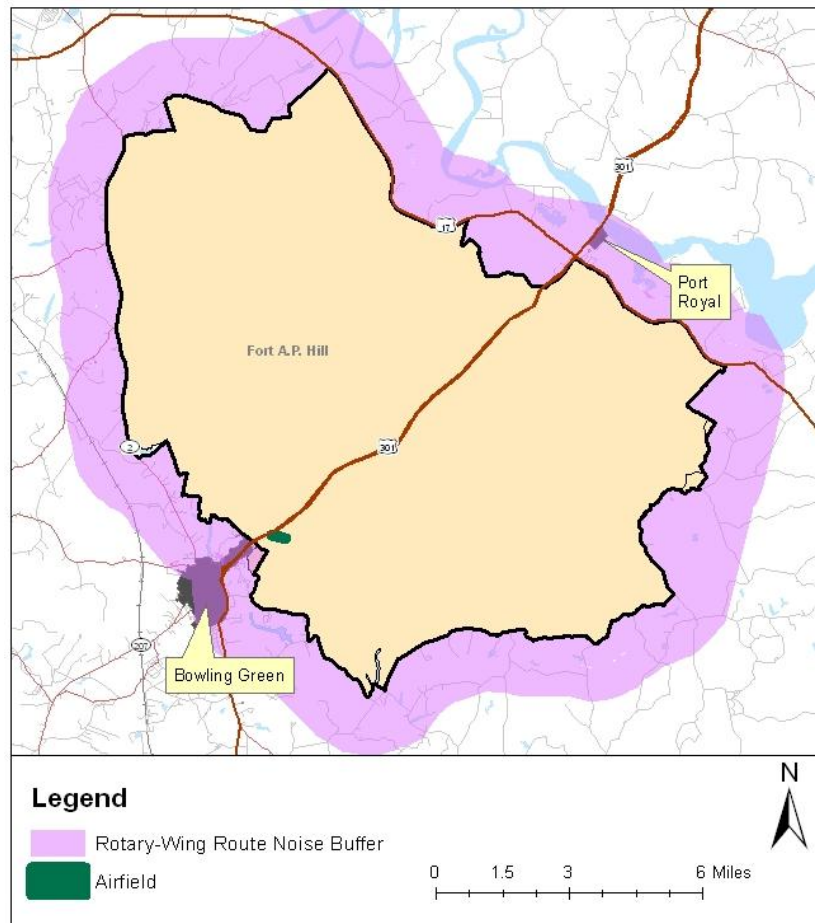 301
17
Port
Royal
Fort A.P. Hill
301
2
207
Bowling Green
N
Legend
Rotary-Wing Route Noise Buffer
Airfield
0 1.5 3 6 Miles